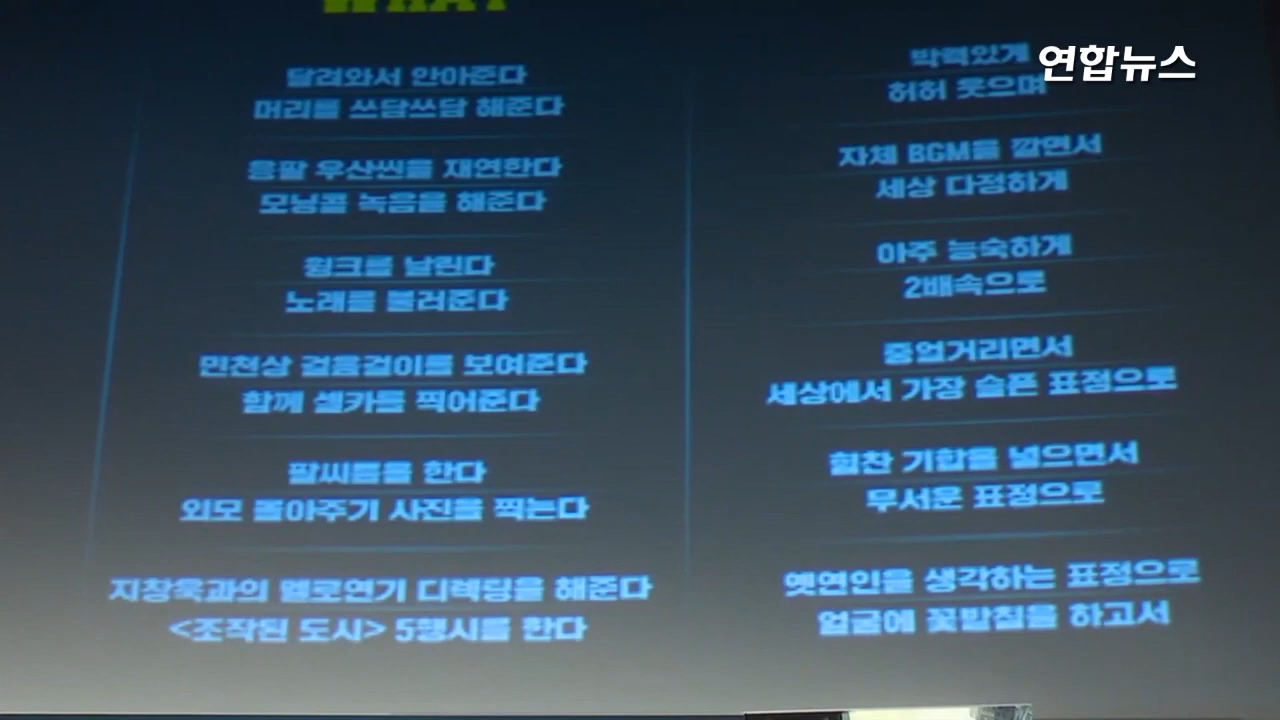 WHAT
달려와서 안아준다
머리를 쓰담쓰담 해준다
응팔 우산씬을 재연한다
모닝콜 녹음을 해준다
윙크를 날린다
노래를 불러준다
민천상 걸음걸이를 보여준다
함께 셀카를 찍어준다
팔씨름을 한다
외모 몰아주기 사진을 찍는다
지창욱과의 멜로연기 디렉팅을 해준다
<조작된 도시> 5행시를 한다
박력있게
허허 웃으며
자체 BGM을 깔면서
세상 다정하게
아주 능숙하게
2배속으로
중얼거리면서
세상에서 가장 슬픈 표정으로
힘찬 기합을 넣으면서
무서운 표정으로
옛연인을 생각하는 표정으로
얼굴에 꽃받침을 하고서
연합뉴스